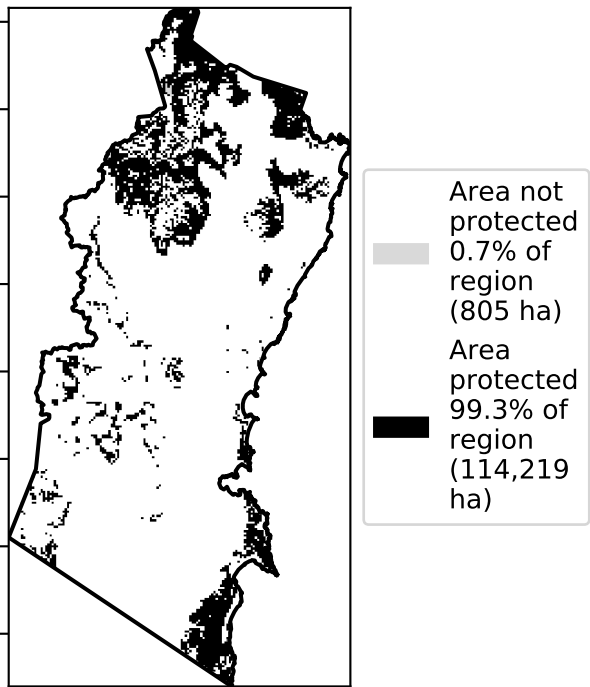 Area not
protected
0.7% of
region
(805 ha)
Area
protected
99.3% of
region
(114,219
ha)